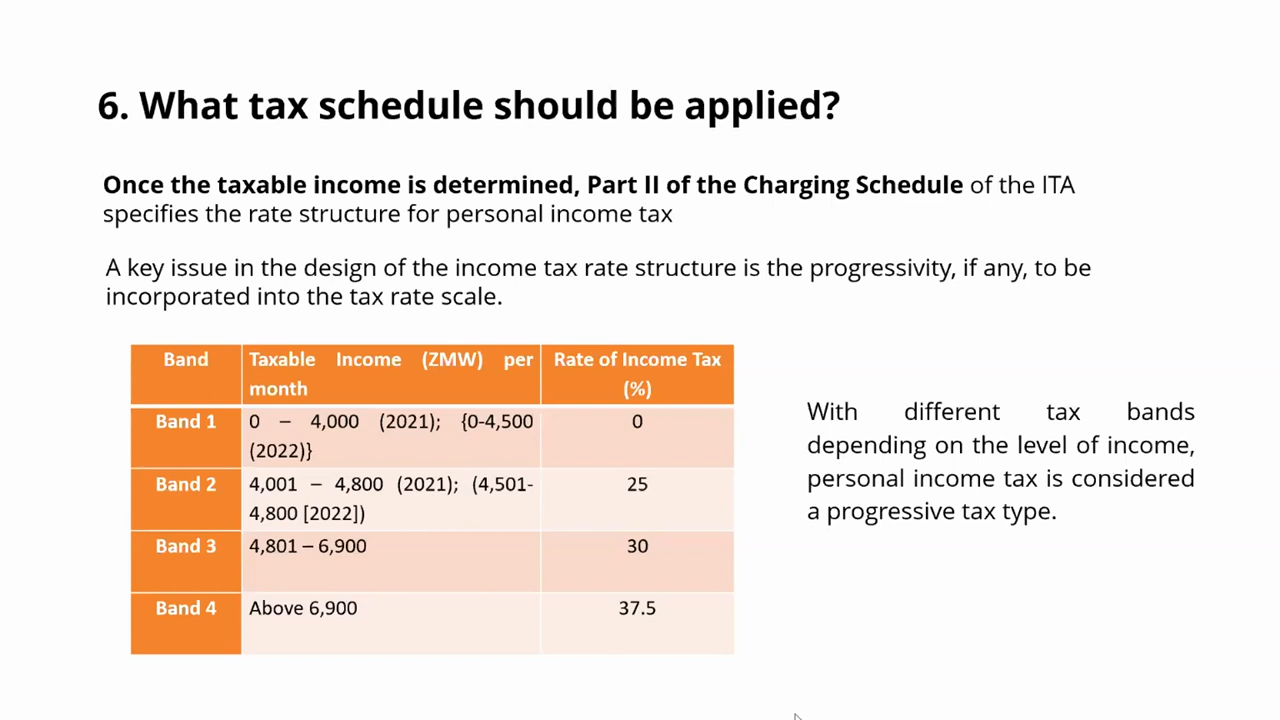 6. What tax schedule should be applied?
Once the taxable income is determined, Part II of the Charging Schedule of the ITA
specifies the rate structure for personal income tax
A key issue in the design of the income tax rate structure is the progressivity, if any, to be
incorporated into the tax rate scale.
Band Taxable Income (ZMW) per Rate of Income Tax
month (%)
Band 1 0 – 4,000 (2021); {0-4,500 0
(2022)}
Band 2 4,001 – 4,800 (2021); (4,501- 25
4,800 [2022])
Band 3 4,801 – 6,900 30
Band 4 Above 6,900 37.5
With different tax bands
depending on the level of income,
personal income tax is considered
a progressive tax type.